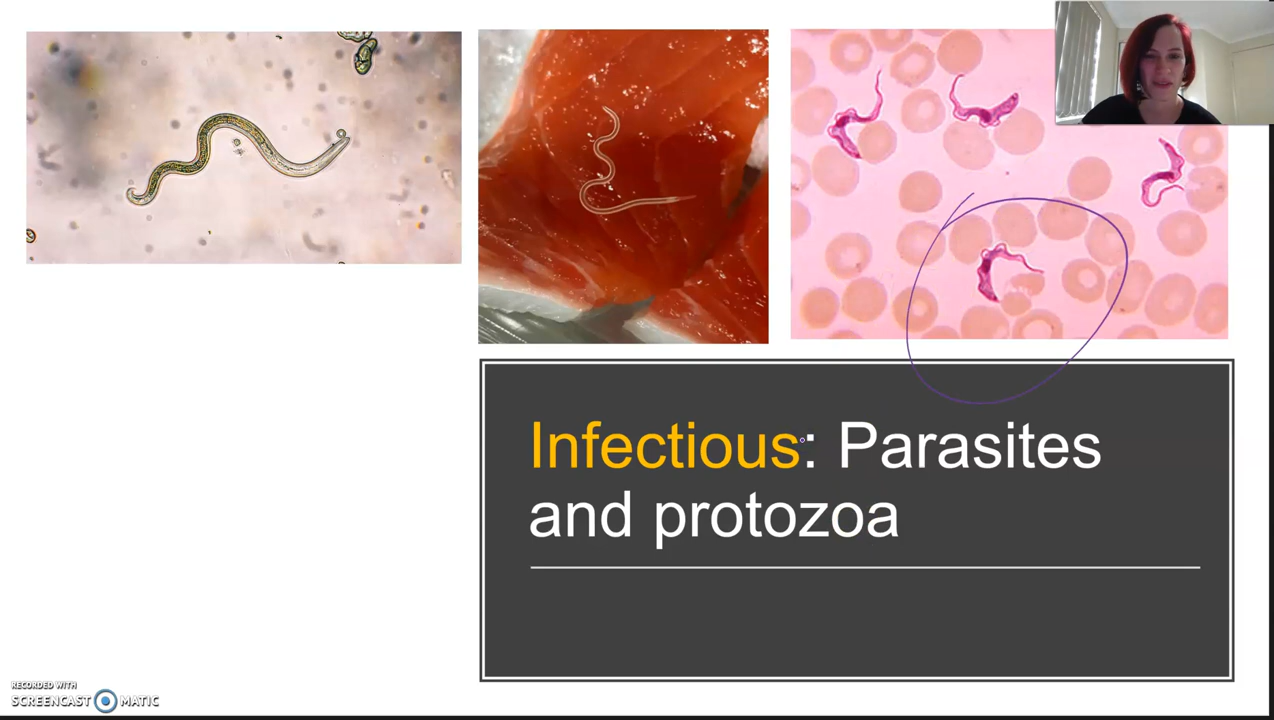 Infectious: Parasites
and protozoa
RECORDED WITH
SCREENCAST MATIC